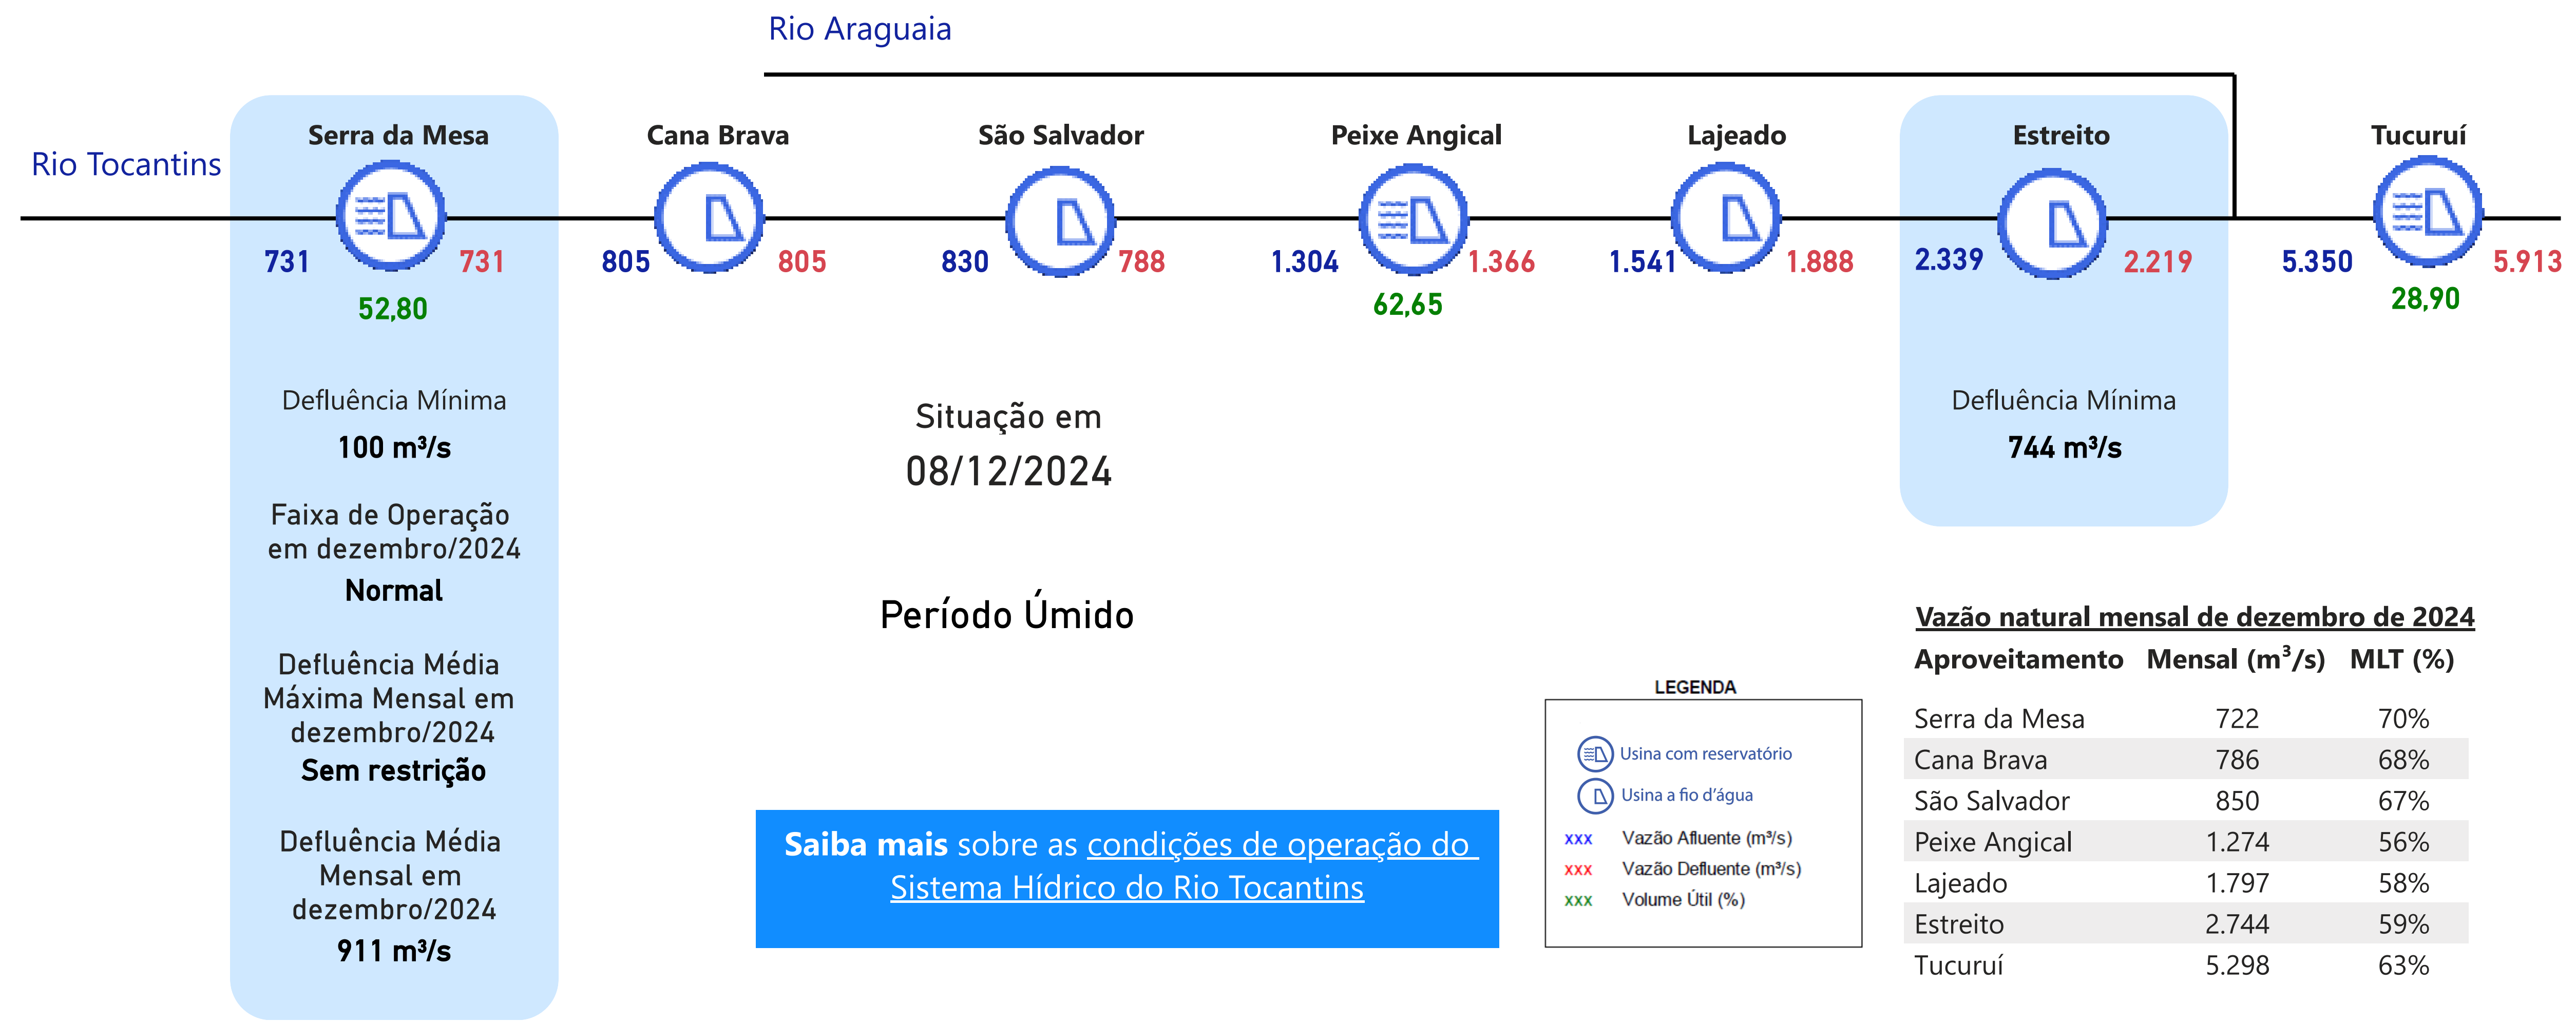 Rio Araguaia
Rio Tocantins
Serra da Mesa
Cana Brava
São Salvador
Peixe Angical
Lajeado
Estreito
Tucuruí
731 731
805 805
830 788
1.304 1.366
1.541 1.888
2.339 2.219
5.350 5.913
52,80
62,65
28,90
Defluência Mínima
100 m³/s
Faixa de Operação
em dezembro/2024
Normal
Defluência Média
Máxima Mensal em
dezembro/2024
Sem restrição
Defluência Média
Mensal em
dezembro/2024
911 m³/s
Situação em
08/12/2024
Período Úmido
Defluência Mínima
744 m³/s
Saiba mais sobre as condições de operação do
Sistema Hídrico do Rio Tocantins
LEGENDA
Usina com reservatório
Usina a fio d'água
xxx Vazão Afluente (m³/s)
xxx Vazão Defluente (m³/s)
xxx Volume Útil (%)
Vazão natural mensal de dezembro de 2024
Aproveitamento Mensal (m³/s) MLT (%)
Serra da Mesa 722 70%
Cana Brava 786 68%
São Salvador 850 67%
Peixe Angical 1.274 56%
Lajeado 1.797 58%
Estreito 2.744 59%
Tucuruí 5.298 63%